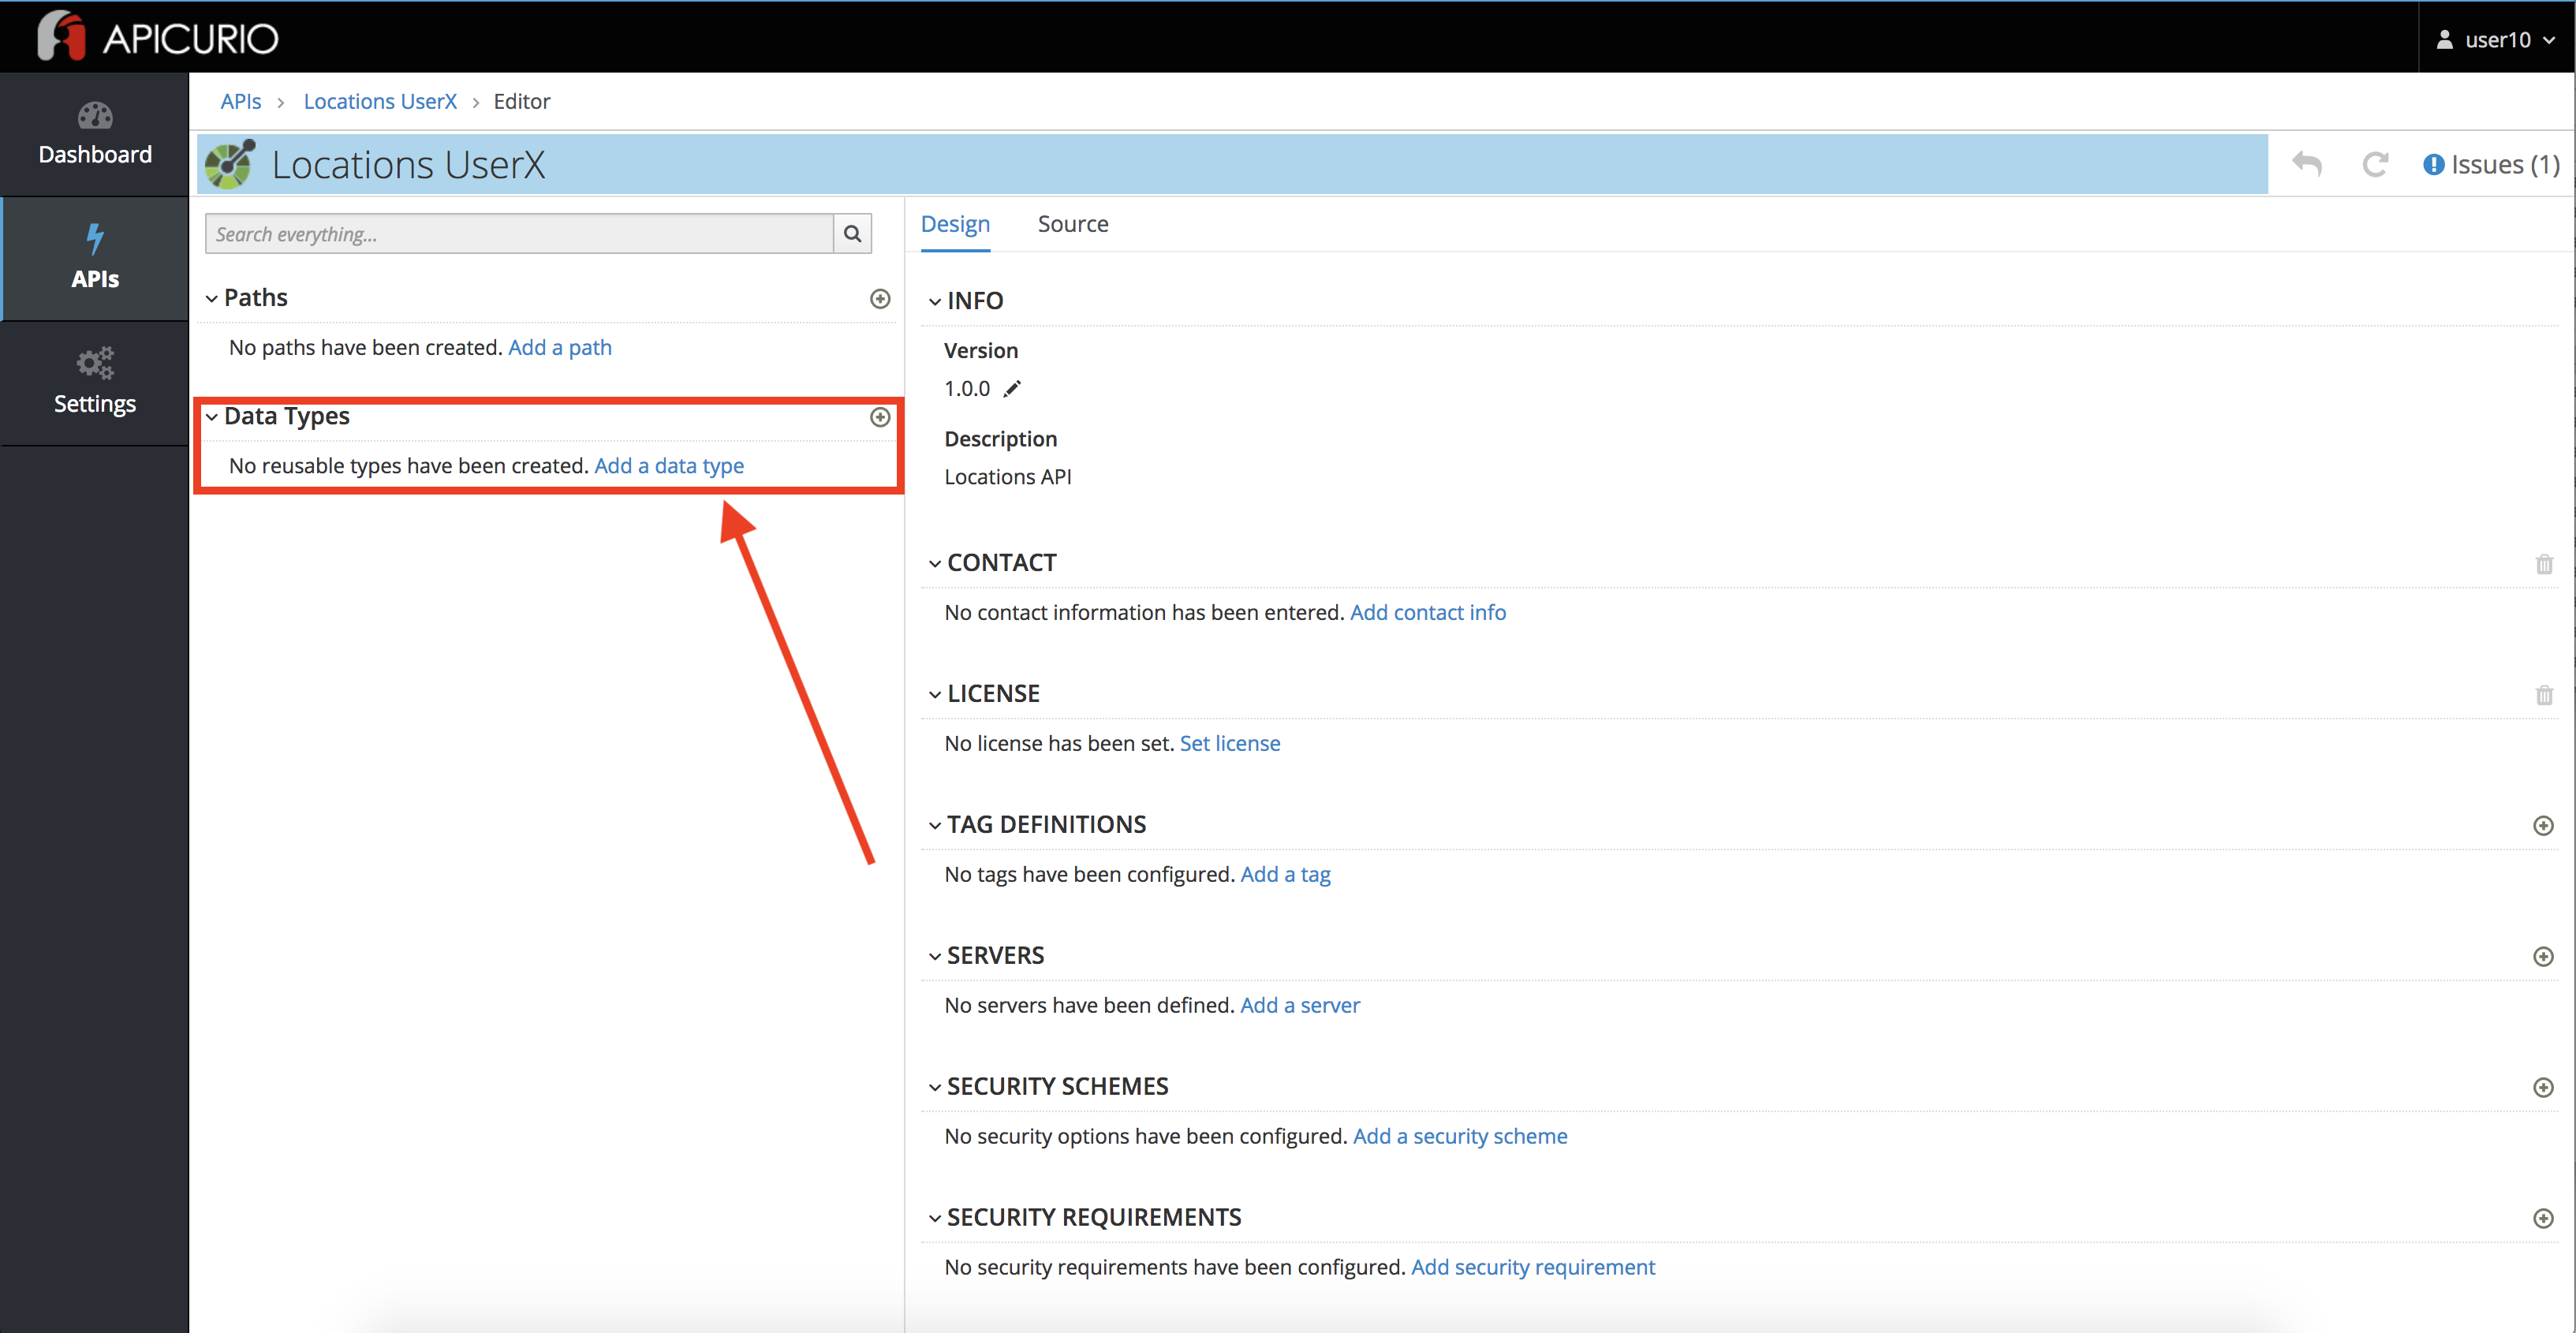 APICURIO
user10
Dashboard
APIs
Settings
APIs > Locations UserX > Editor
Locations UserX
Issues (1)
Search everything...
Paths
No paths have been created. Add a path
Data Types
No reusable types have been created. Add a data type
Design Source
INFO
Version
1.0.0
Description
Locations API
CONTACT
No contact information has been entered. Add contact info
LICENSE
No license has been set. Set license
TAG DEFINITIONS
No tags have been configured. Add a tag
SERVERS
No servers have been defined. Add a server
SECURITY SCHEMES
No security options have been configured. Add a security scheme
SECURITY REQUIREMENTS
No security requirements have been configured. Add security requirement